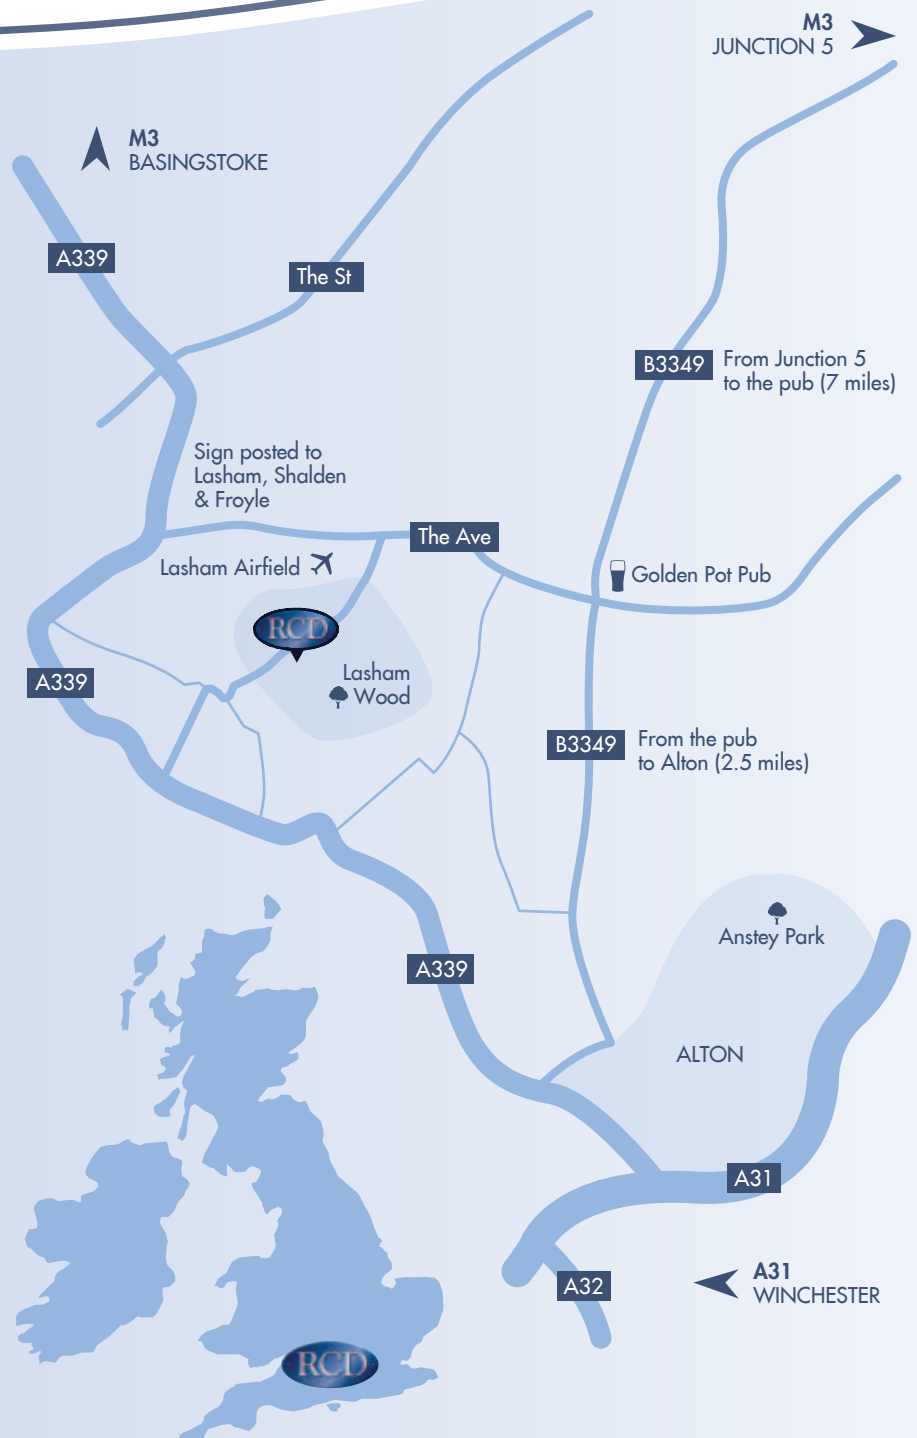 M3
JUNCTION 5
M3
BASINGSTOKE
A339
The St
B3349
From Junction 5
to the pub (7 miles)
Sign posted to
Lasham, Shalden
& Froyle
The Ave
Lasham Airfield
Golden Pot Pub
RCD
Lasham
Wood
A339
B3349
From the pub
to Alton (2.5 miles)
Anstey Park
A339
ALTON
A31
A32
A31
WINCHESTER
RCD